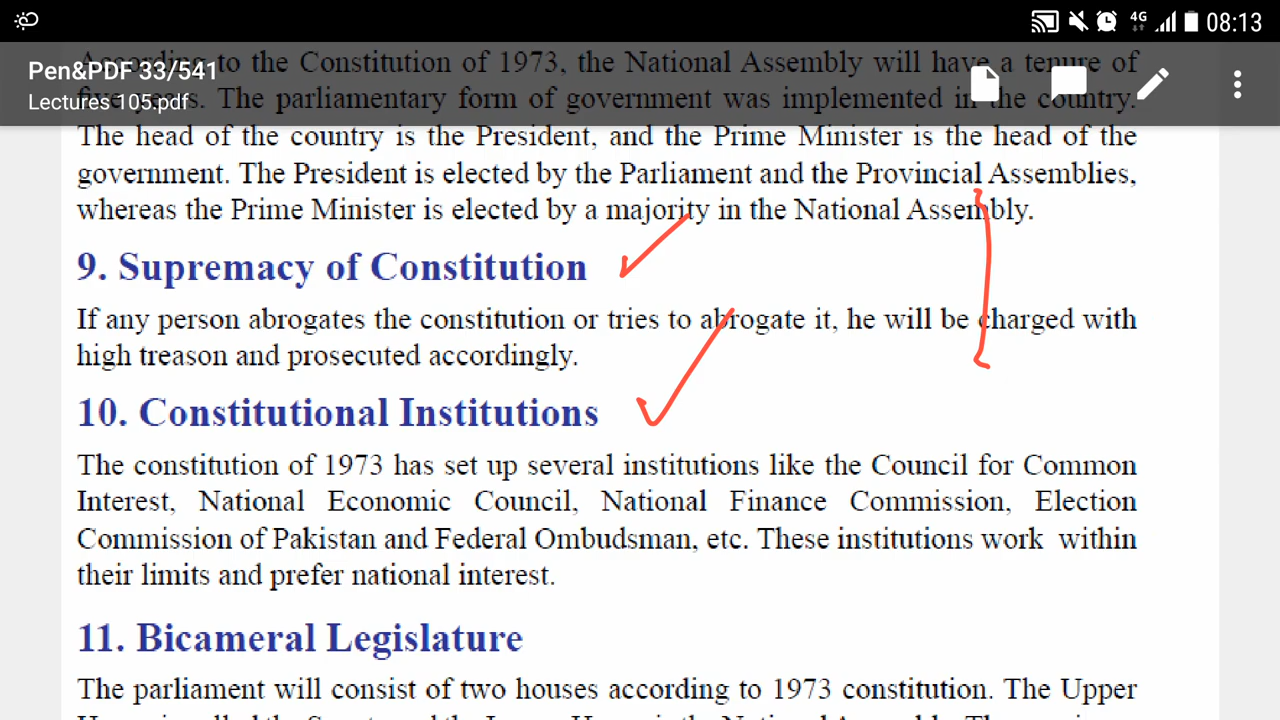 4G 08:13
According to the Constitution of 1973, the National Assembly will have a tenure of
Pen&PDF 33/541
five years. The parliamentary form of government was implemented in the country.
Lectures105.pdf
The head of the country is the President, and the Prime Minister is the head of the
government. The President is elected by the Parliament and the Provincial Assemblies,
whereas the Prime Minister is elected by a majority in the National Assembly.
9. Supremacy of Constitution
If any person abrogates the constitution or tries to abrogate it, he will be charged with
high treason and prosecuted accordingly.
10. Constitutional Institutions
The constitution of 1973 has set up several institutions like the Council for Common
Interest, National Economic Council, National Finance Commission, Election
Commission of Pakistan and Federal Ombudsman, etc. These institutions work within
their limits and prefer national interest.
11. Bicameral Legislature
The parliament will consist of two houses according to 1973 constitution. The Upper